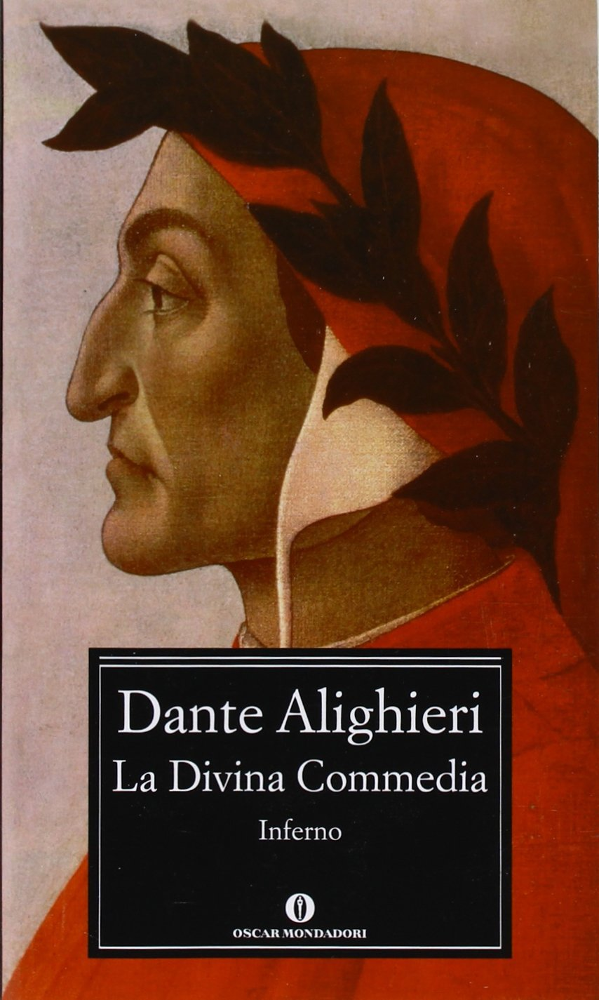 Dante Alighieri
La Divina Commedia
Inferno
OSCAR MONDADORI